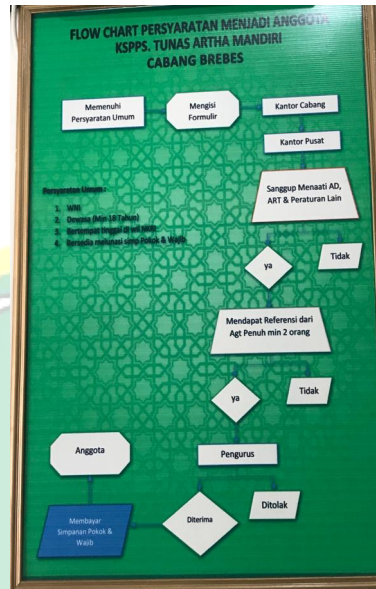 FLOW CHART PERSYARATAN MENJADI ANGGOTA
KSPPS. TUNAS ARTHA MANDIRI
CABANG BREBES
Memenuhi
Persyaratan Umum
Mengisi
Formulir
Kantor Cabang
Kantor Pusat
Persyaratan Umum :
1. WNI
2. Dewasa (Min 18 Tahun)
3. Bertempat tinggal di wil NKRI
4. Bersedia melunasi simp Pokok & Wajib
Sanggup Menaati AD,
ART & Peraturan Lain
ya
Tidak
Mendapat Referensi dari
Agt Penuh min 2 orang
ya
Tidak
Anggota
Pengurus
Membayar
Simpanan Pokok &
Wajib
Diterima
Ditolak